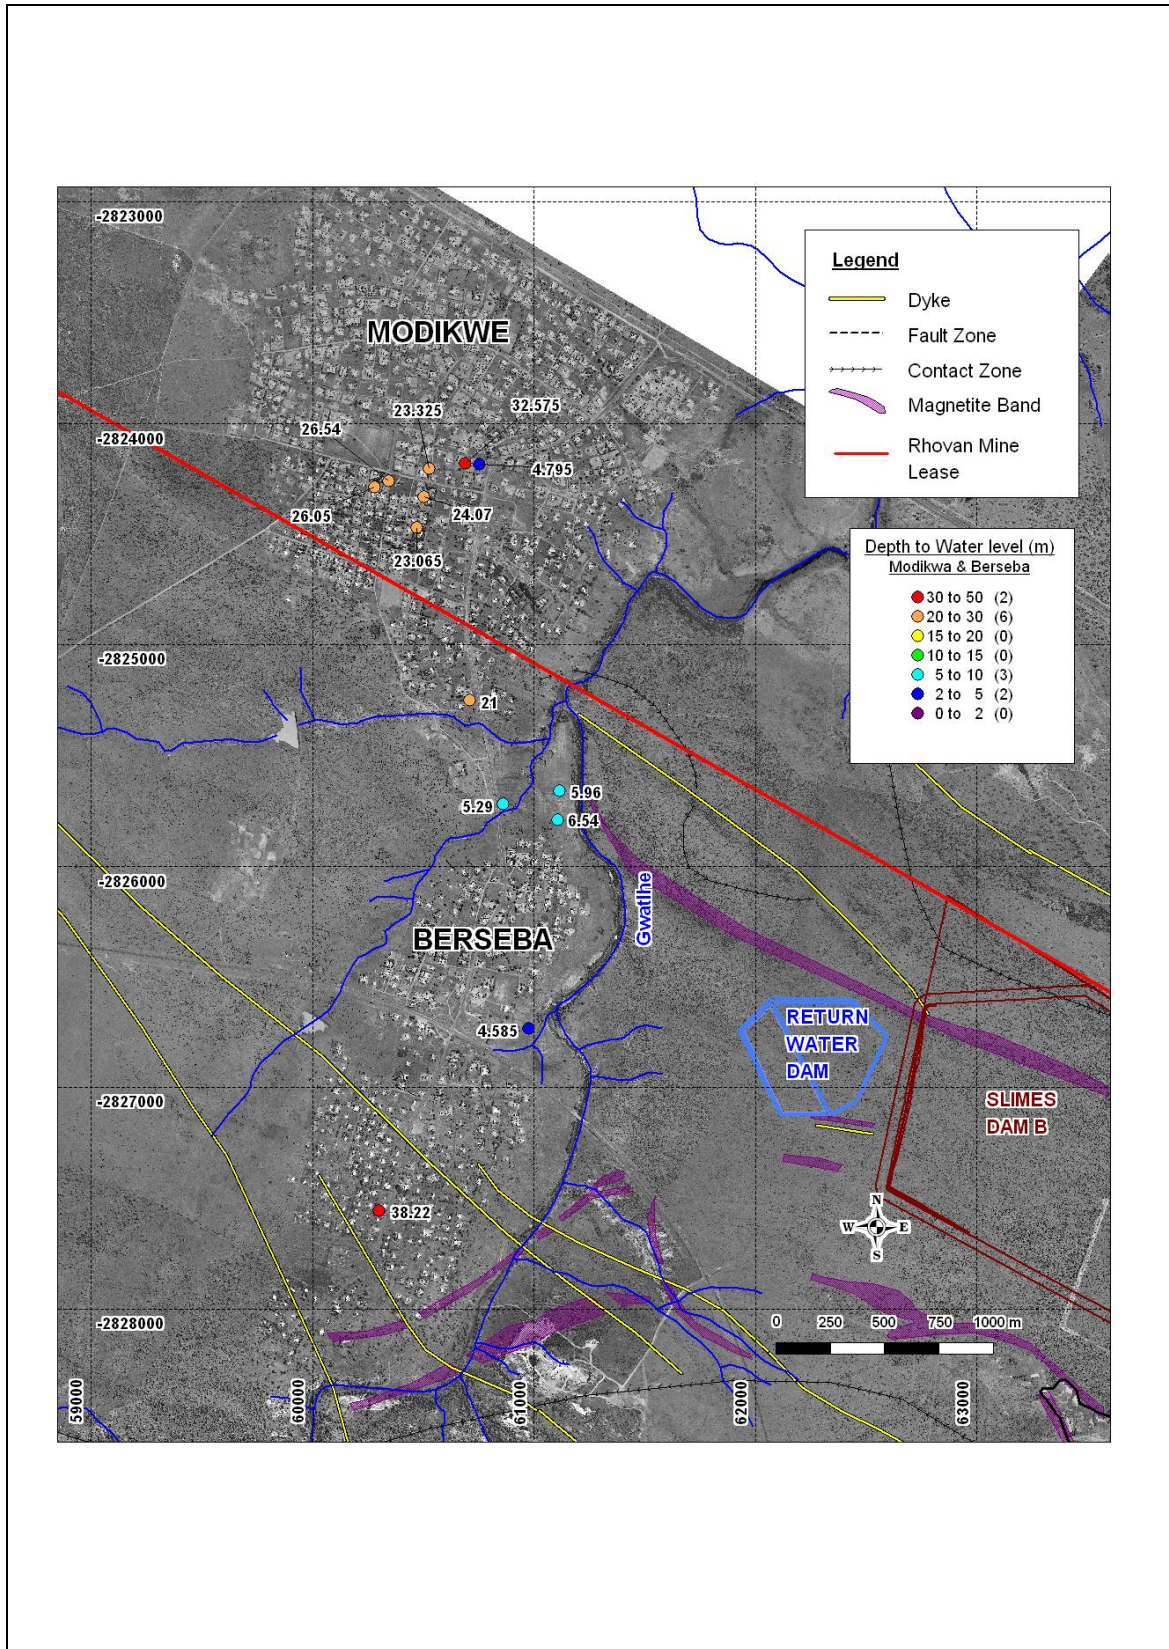 -2823000
Legend
Dyke
Fault Zone
Contact Zone
Magnetite Band
Rhovan Mine
Lease
MODIKWE
23.325
32.575
26.54
-2824000
4.795
26.05
24.07
23.065
Depth to Water level (m)
Modikwa & Berseba
30 to 50 (2)
20 to 30 (6)
15 to 20 (0)
10 to 15 (0)
5 to 10 (3)
2 to 5 (2)
0 to 2 (0)
-2825000
21
5.29
5.96
6.54
-2826000
Gwatlhe
BERSEBA
RETURN
WATER
DAM
4.585
-2827000
SLIMES
DAM B
38.22
N
W E
S
-2828000
0 250 500 750 1000 m
59000
60000
61000
62000
63000